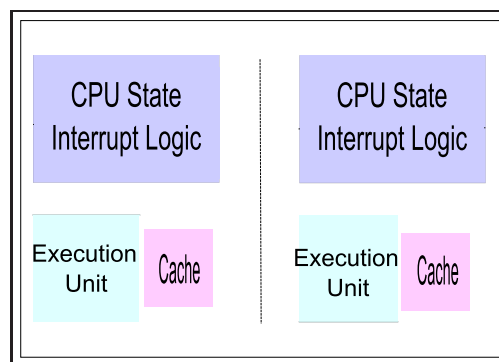 CPU State
Interrupt Logic
Execution
Unit
Cache
CPU State
Interrupt Logic
Execution
Unit
Cache